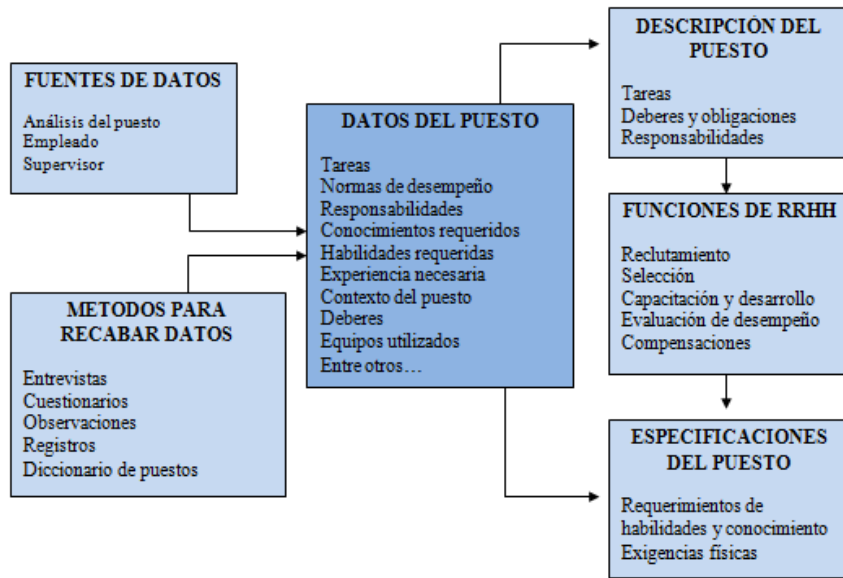 FUENTES DE DATOS
Análisis del puesto
Empleado
Supervisor
METODOS PARA
RECABAR DATOS
Entrevistas
Cuestionarios
Observaciones
Registros
Diccionario de puestos
DATOS DEL PUESTO
Tareas
Normas de desempeño
Responsabilidades
Conocimientos requeridos
Habilidades requeridas
Experiencia necesaria
Contexto del puesto
Deberes
Equipos utilizados
Entre otros…
DESCRIPCIÓN DEL
PUESTO
Tareas
Deberes y obligaciones
Responsabilidades
FUNCIONES DE RRHH
Reclutamiento
Selección
Capacitación y desarrollo
Evaluación de desempeño
Compensaciones
ESPECIFICACIONES
DEL PUESTO
Requerimientos de
habilidades y conocimiento
Exigencias físicas